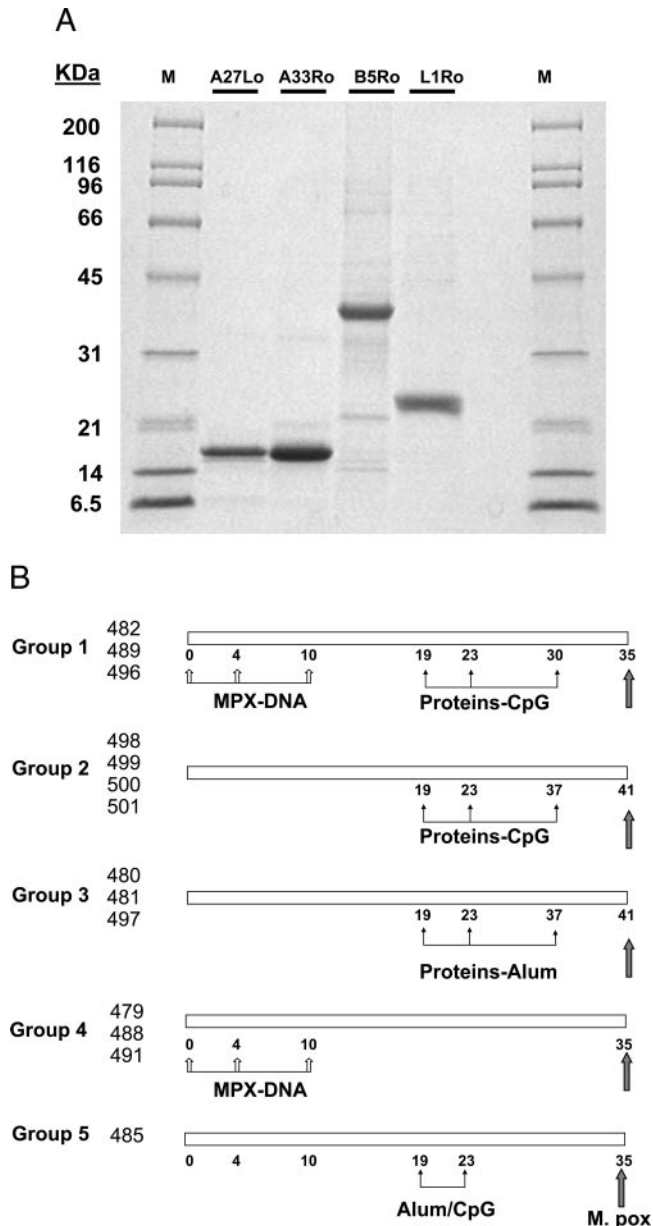 A
KDa M A27Lo A33Ro B5Ro L1Ro M
200
116
96
66
45
31
21
14
6.5
B
Group 1 482 489 496
0 4 10 19 23 30 35
MPX-DNA Proteins-CpG
Group 2 498 499 500 501
19 23 37 41
Proteins-CpG
Group 3 480 481 497
19 23 37 41
Proteins-Alum
Group 4 479 488 491
0 4 10 35
MPX-DNA
Group 5 485
0 4 10 19 23 35
Alum/CpG
M. pox